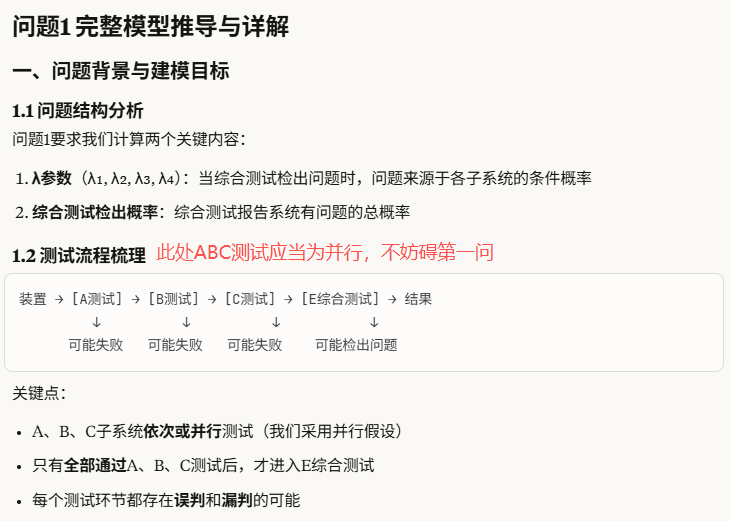 问题1 完整模型推导与详解
一、问题背景与建模目标
1.1 问题结构分析
问题1要求我们计算两个关键内容：
1. λ参数（λ₁, λ₂, λ₃, λ₄）：当综合测试检出问题时，问题来源于各子系统的条件概率
2. 综合测试检出概率：综合测试报告系统有问题的总概率
1.2 测试流程梳理 此处ABC测试应当为并行，不妨碍第一问
装置 → [A测试] → [B测试] → [C测试] → [E综合测试] → 结果
↓ ↓ ↓ ↓
可能失败 可能失败 可能失败 可能检出问题
关键点：
• A、B、C子系统依次或并行测试（我们采用并行假设）
• 只有全部通过A、B、C测试后，才进入E综合测试
• 每个测试环节都存在误判和漏判的可能